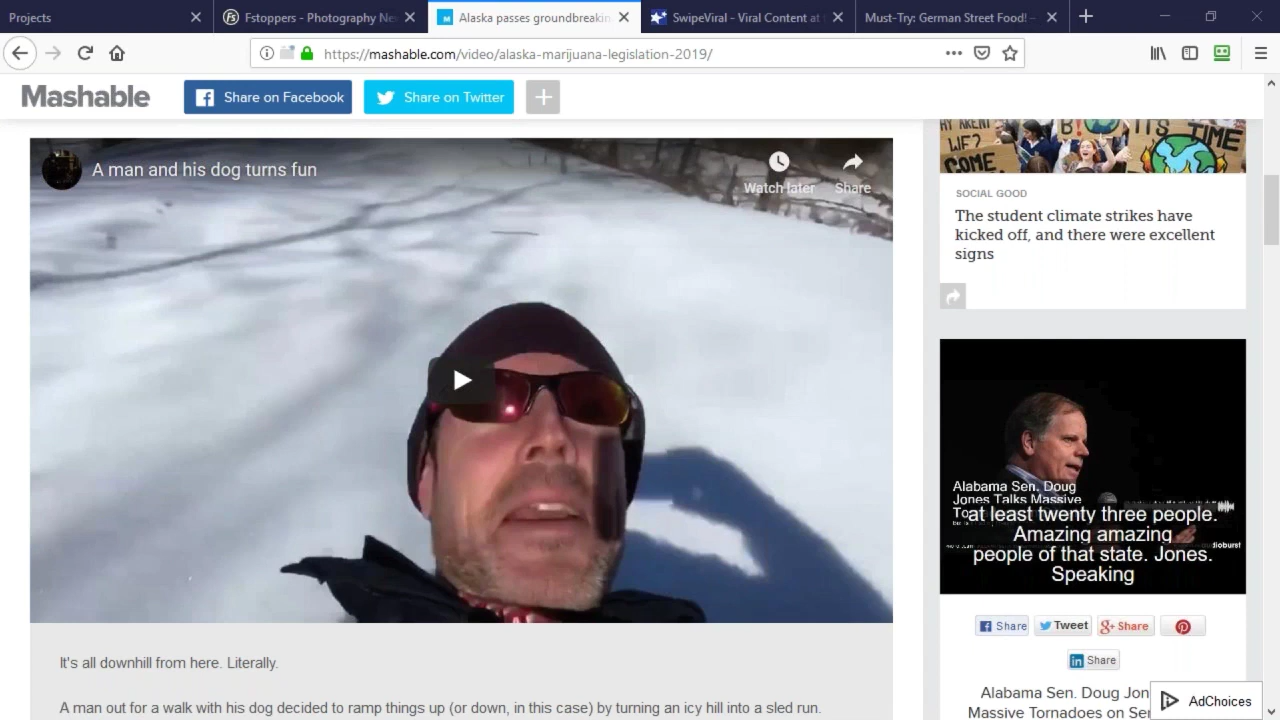 Projects
Fstoppers - Photography Ne
Alaska passes groundbreakin
SwipeViral - Viral Content at
Must-Try: German Street Food! -
https://mashable.com/video/alaska-marijuana-legislation-2019/
Mashable
Share on Facebook
Share on Twitter
A man and his dog turns fun
Watch later
Share
It's all downhill from here. Literally.
A man out for a walk with his dog decided to ramp things up (or down, in this case) by turning an icy hill into a sled run.
WE?
COME
IT'S TIME
SOCIAL GOOD
The student climate strikes have
kicked off, and there were excellent
signs
Alabama Sen. Doug
Jones Talks Massive
at least twenty three people.
Amazing amazing
people of that state. Jones.
Speaking
Share
Tweet
Share
Share
Alabama Sen. Doug Jon
Massive Tornadoes on Se
AdChoices